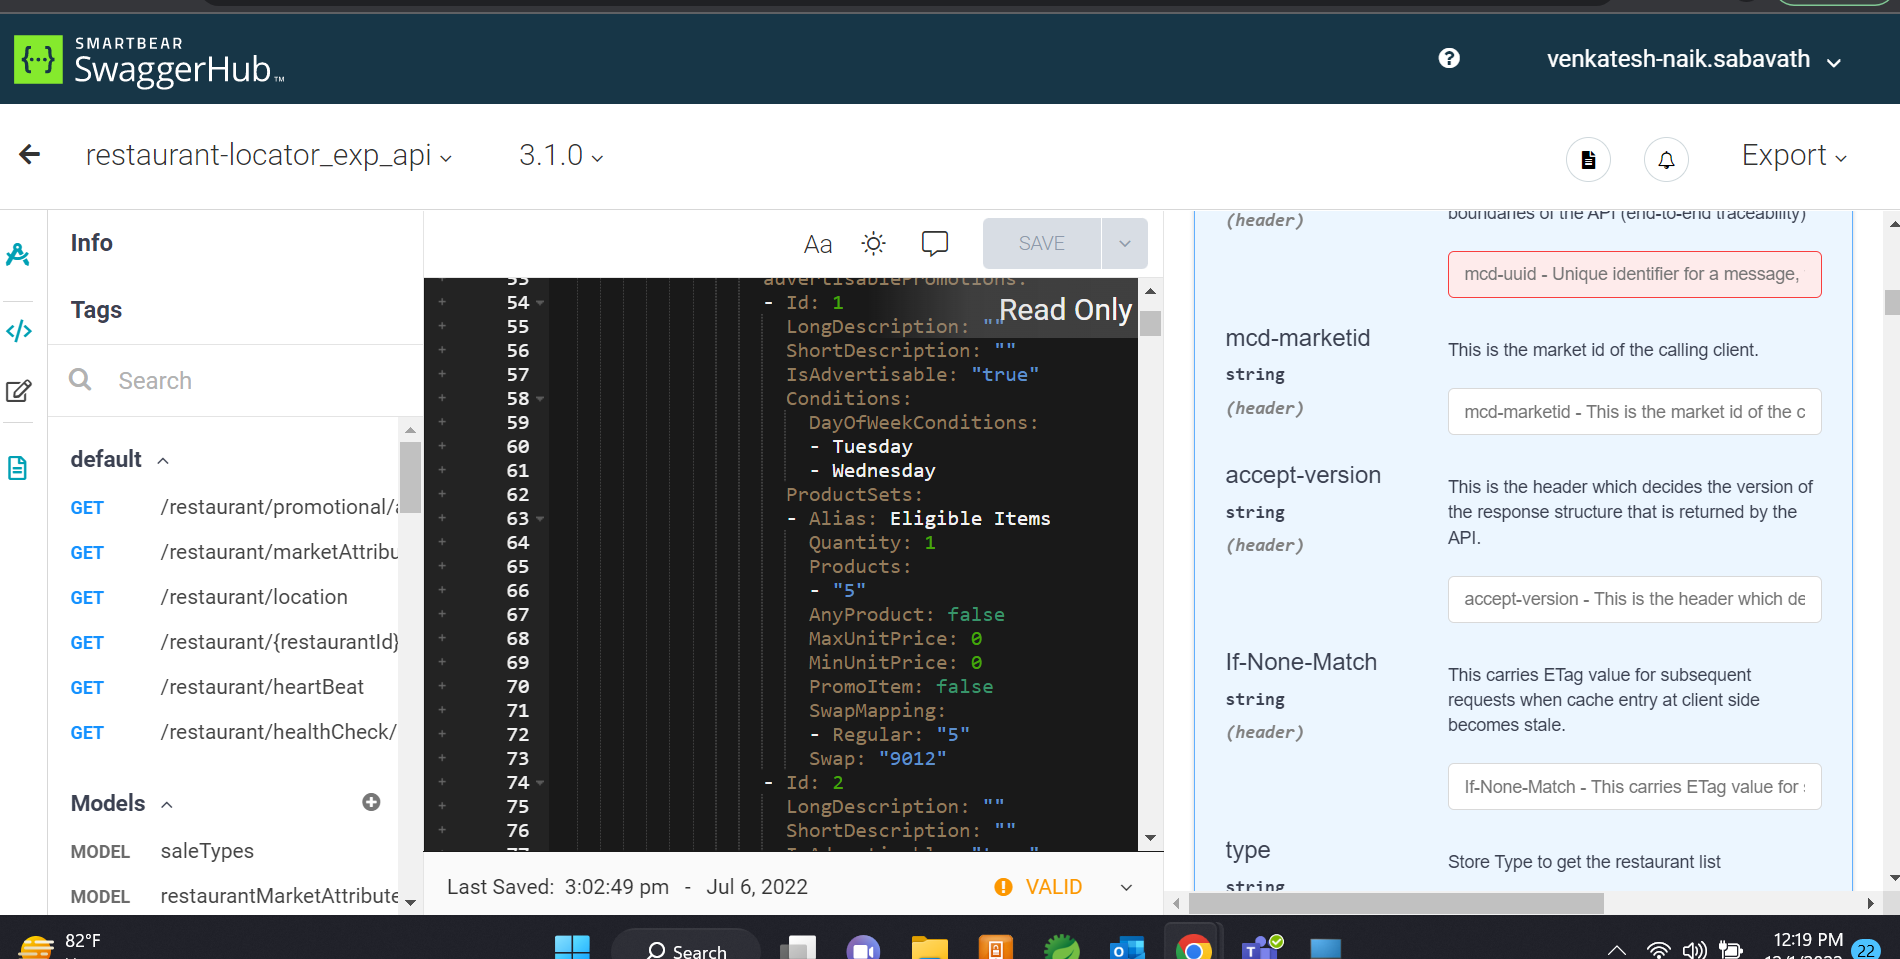 SMARTBEAR
SwaggerHub™
venkatesh-naik.sabavath
restaurant-locator_exp_api
3.1.0
Export
Info
Tags
Search
default
GET /restaurant/promotional/
GET /restaurant/marketAttribu
GET /restaurant/location
GET /restaurant/{restaurantId}
GET /restaurant/heartBeat
GET /restaurant/healthCheck/
Models
MODEL saleTypes
MODEL restaurantMarketAttribute
Aa
SAVE
Read Only
53 advertisablePromotions:
54 - Id: 1
55 LongDescription: ""
56 ShortDescription: ""
57 IsAdvertisable: "true"
58 Conditions:
59 DayOfWeekConditions:
60 - Tuesday
61 - Wednesday
62 ProductSets:
63 - Alias: Eligible Items
64 Quantity: 1
65 Products:
66 - "5"
67 AnyProduct: false
68 MaxUnitPrice: 0
69 MinUnitPrice: 0
70 PromoItem: false
71 SwapMapping:
72 - Regular: "5"
73 Swap: "9012"
74 - Id: 2
75 LongDescription: ""
76 ShortDescription: ""
77
Last Saved: 3:02:49 pm - Jul 6, 2022
VALID
(header)
boundaries of the API (end-to-end traceability)
mcd-uuid - Unique identifier for a message,
mcd-marketid
string
(header)
This is the market id of the calling client.
mcd-marketid - This is the market id of the c
accept-version
string
(header)
This is the header which decides the version of
the response structure that is returned by the
API.
accept-version - This is the header which de
If-None-Match
string
(header)
This carries ETag value for subsequent
requests when cache entry at client side
becomes stale.
If-None-Match - This carries ETag value for
type
string
Store Type to get the restaurant list
82°F
Search
12:19 PM
22